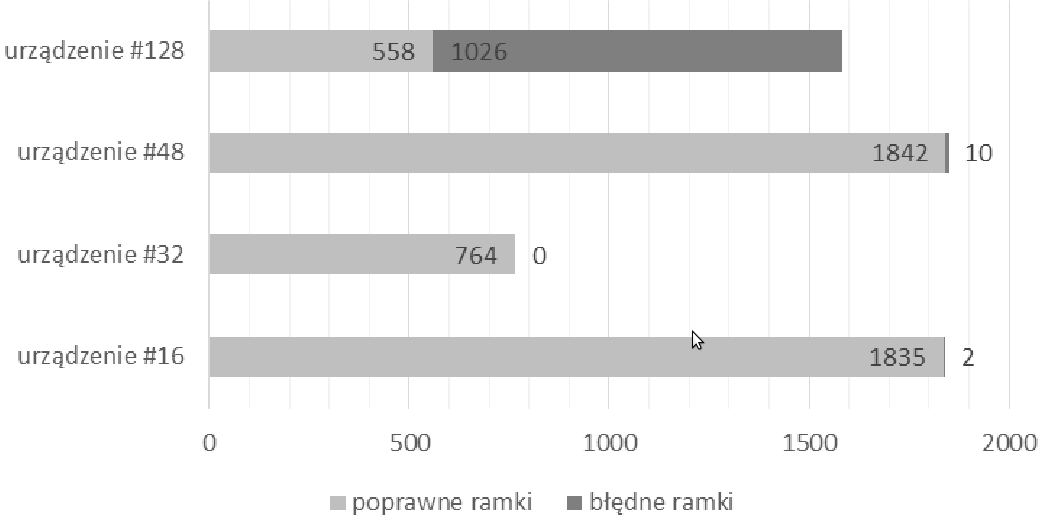 urządzenie #128 558 1026
urządzenie #48 1842 10
urządzenie #32 764 0
urządzenie #16 1835 2
0 500 1000 1500 2000
poprawne ramki błędne ramki